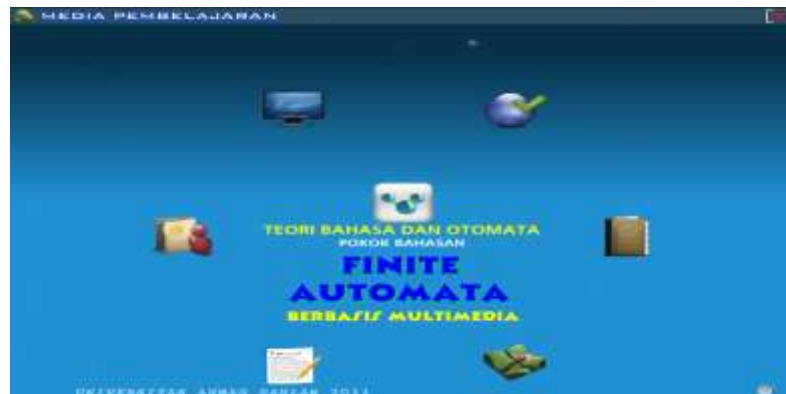 MEDIA PEMBELAJARAN
TEORI BAHASA DAN OTOMATA
POKOK BAHASAN
FINITE
AUTOMATA
BERBASIS MULTIMEDIA